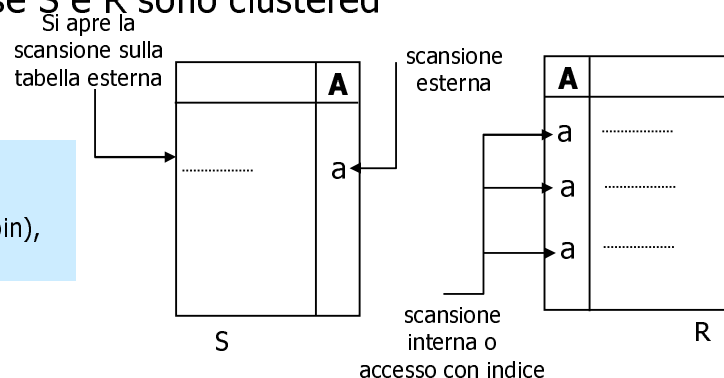 se S e R sono clustered
Si apre la
scansione sulla
tabella esterna
scansione
esterna
A
A
a
a
a
a
in),
scansione
interna o
accesso con indice
S
R